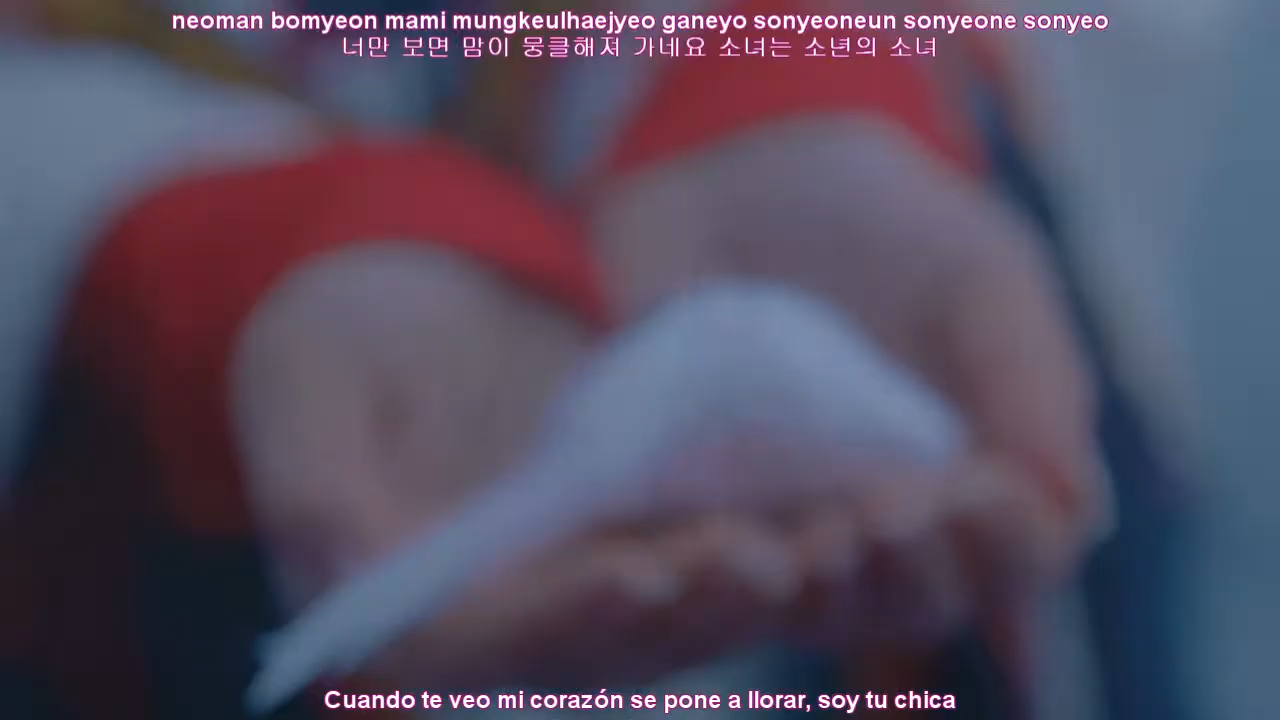 neoman bomyeon mami mungkeulhaejyeo ganeyo sonyeoneun sonyeone sonyeo
너만 보면 맘이 뭉클해져 가네요 소녀는 소년의 소녀
Cuando te veo mi corazón se pone a llorar, soy tu chica